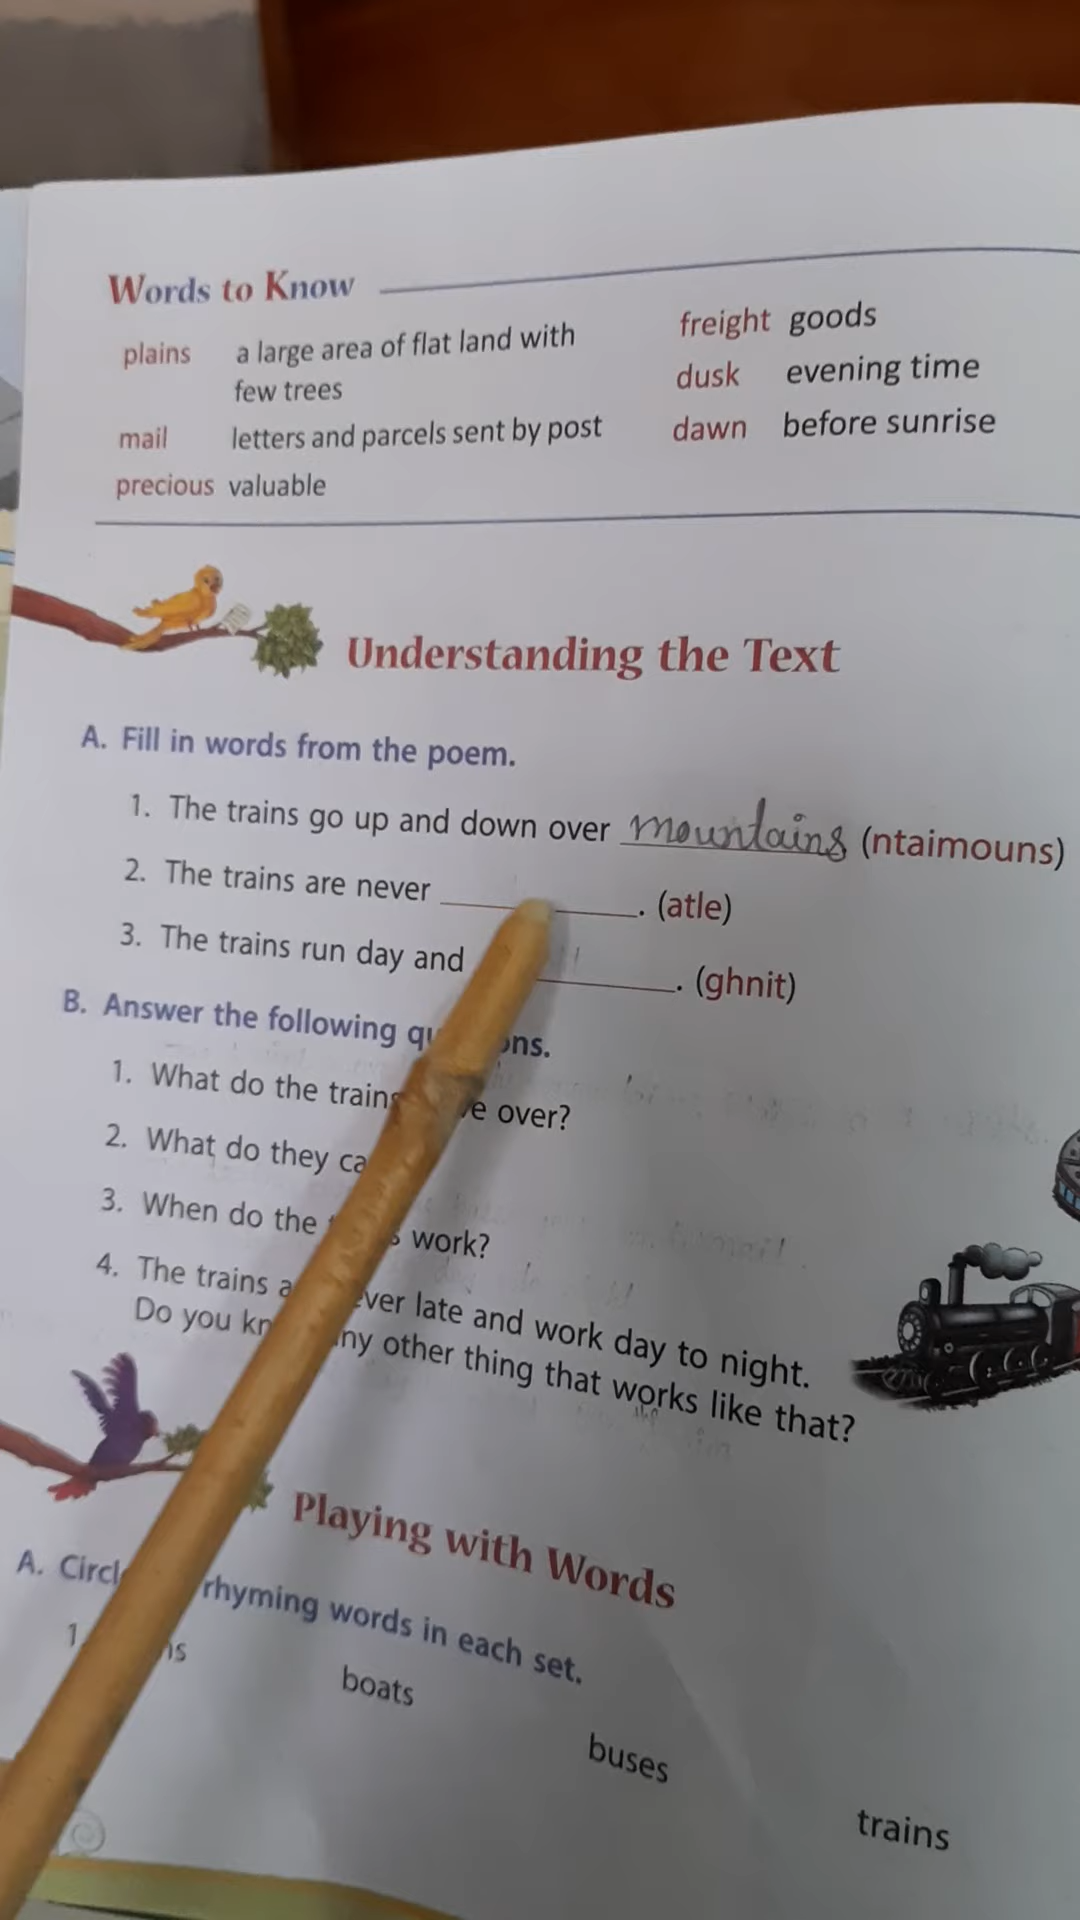 Words to Know
plains a large area of flat land with
few trees
mail letters and parcels sent by post
precious valuable
freight goods
dusk evening time
dawn before sunrise
Understanding the Text
A. Fill in words from the poem.
1. The trains go up and down over mountains (ntaimouns)
2. The trains are never . (atle)
3. The trains run day and . (ghnit)
B. Answer the following
1. What do the over?
2. What do they
3. When do the work?
4. The trains late and work day to night.
Do you other thing that works like that?
Playing with Words
A. rhyming words in each set.
1.
boats
buses
trains